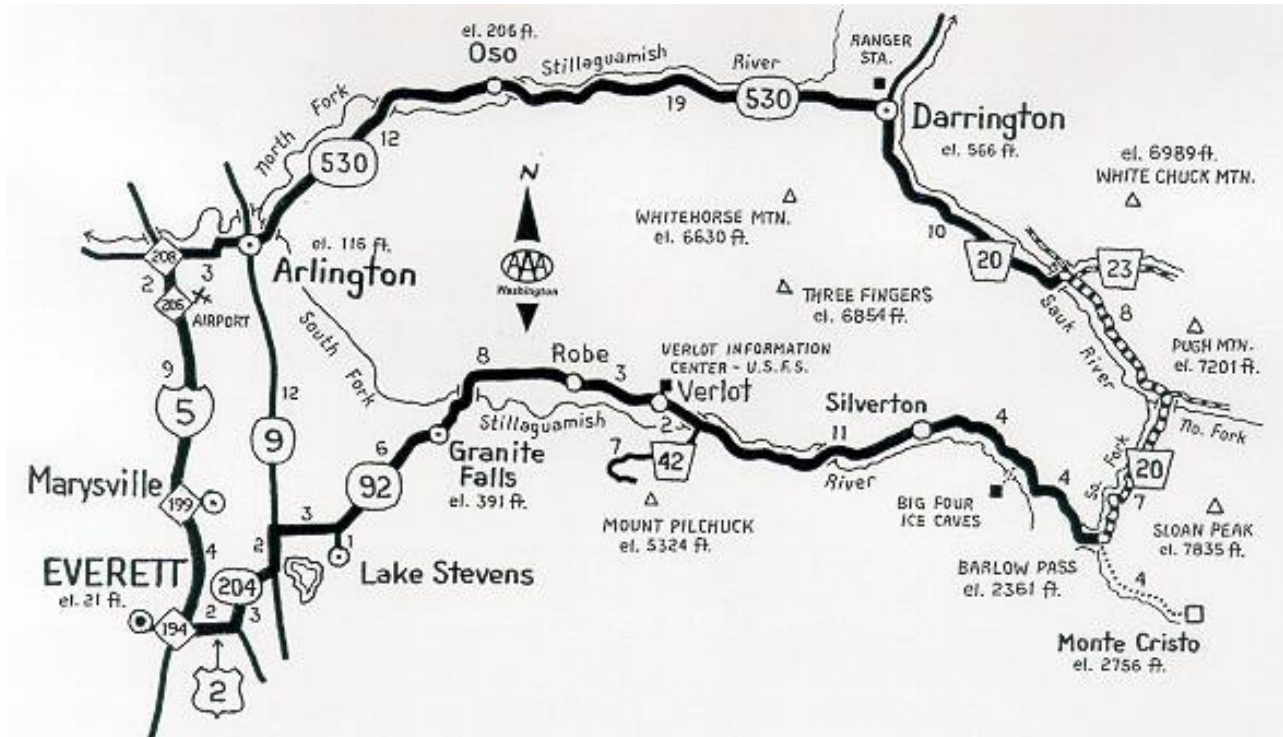 el. 206 ft.
Oso
Stillaguamish
River
RANGER
STA.
19
530
Darrington
el. 566 ft.
North
Fork
12
530
el. 6989 ft.
WHITE CHUCK MTN.
N
WHITEHORSE MTN.
el. 6630 ft.
10
20
23
208
3
el. 116 ft.
Arlington
AAA
Washington
2
206
AIRPORT
THREE FINGERS
el. 6854 ft.
Sauk
River
8
PUGH MTN.
el. 7201 ft.
South
Fork
9
5
12
9
8
Robe
3
VERLOT INFORMATION
CENTER - U.S.F.S.
Verlot
Stillaguamish
2
Silverton
4
No. Fork
So. Fork
20
7
6
92
Granite
Falls
el. 391 ft.
7
42
11
River
4
Marysville
199
MOUNT PILCHUCK
el. 5324 ft.
BIG FOUR
ICE CAVES
SLOAN PEAK
el. 7835 ft.
3
2
1
Lake Stevens
4
EVERETT
el. 21 ft.
204
BARLOW PASS
el. 2361 ft.
4
194
2
3
Monte Cristo
el. 2756 ft.
2